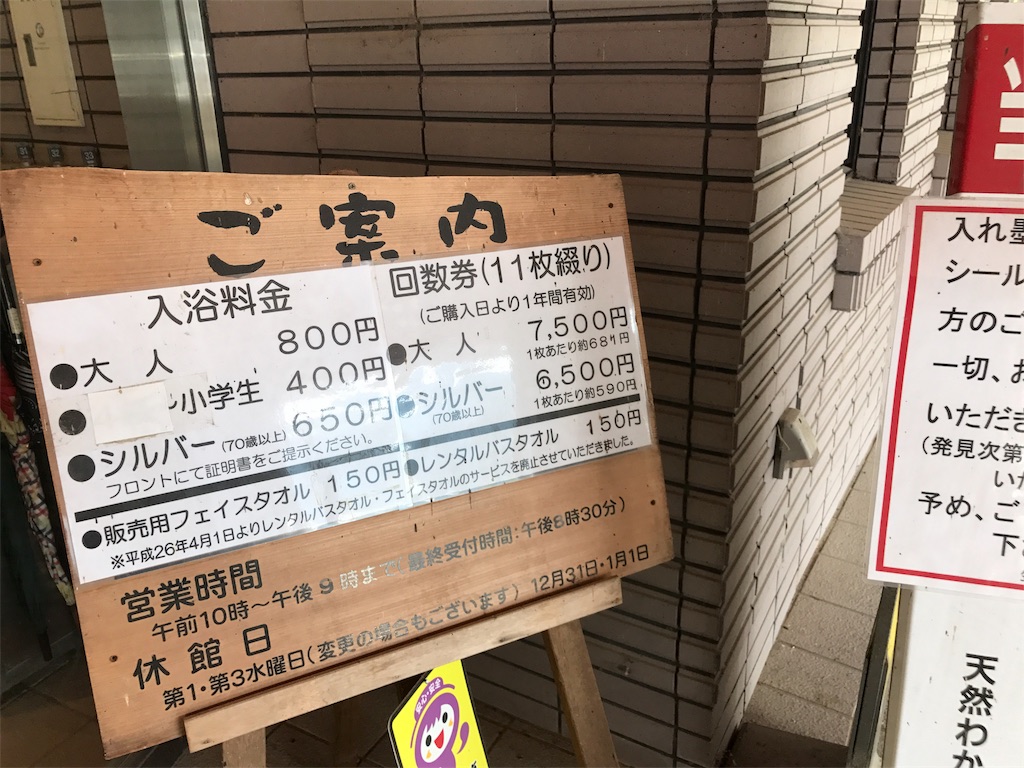 ご案内
入浴料金
●大人 800円
● ～小学生 400円
●シルバー(70歳以上) 650円
フロントにて証明書をご提示ください。
●販売用フェイスタオル 150円
回数券(11枚綴り)
(ご購入日より1年間有効)
●大人 7,500円
1枚あたり約681円
●シルバー 6,500円
(70歳以上) 1枚あたり約590円
●レンタルバスタオル 150円
※平成26年4月1日よりレンタルバスタオル・フェイスタオルのサービスを廃止させていただきました。
営業時間
午前10時～午後9時まで(最終受付時間:午後8時30分)
休館日
第1・第3水曜日(変更の場合もございます) 12月31日・1月1日
安心・安全
入れ墨
シール
方のご
一切、お
いただき
(発見次第
いた
予め、ご
下
天然わか